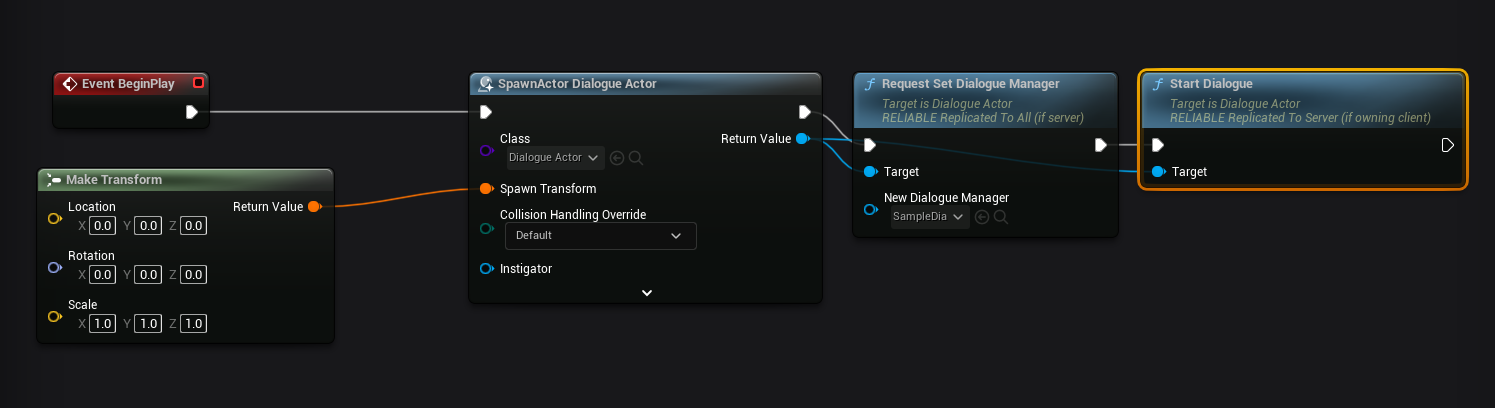 Event BeginPlay
SpawnActor Dialogue Actor
Class
Dialogue Actor
Return Value
Spawn Transform
Collision Handling Override
Default
Instigator
Make Transform
Location
Return Value
X 0.0 Y 0.0 Z 0.0
Rotation
X 0.0 Y 0.0 Z 0.0
Scale
X 1.0 Y 1.0 Z 1.0
Request Set Dialogue Manager
Target is Dialogue Actor
RELIABLE Replicated To All (if server)
Target
New Dialogue Manager
SampleDia
Start Dialogue
Target is Dialogue Actor
RELIABLE Replicated To Server (if owning client)
Target